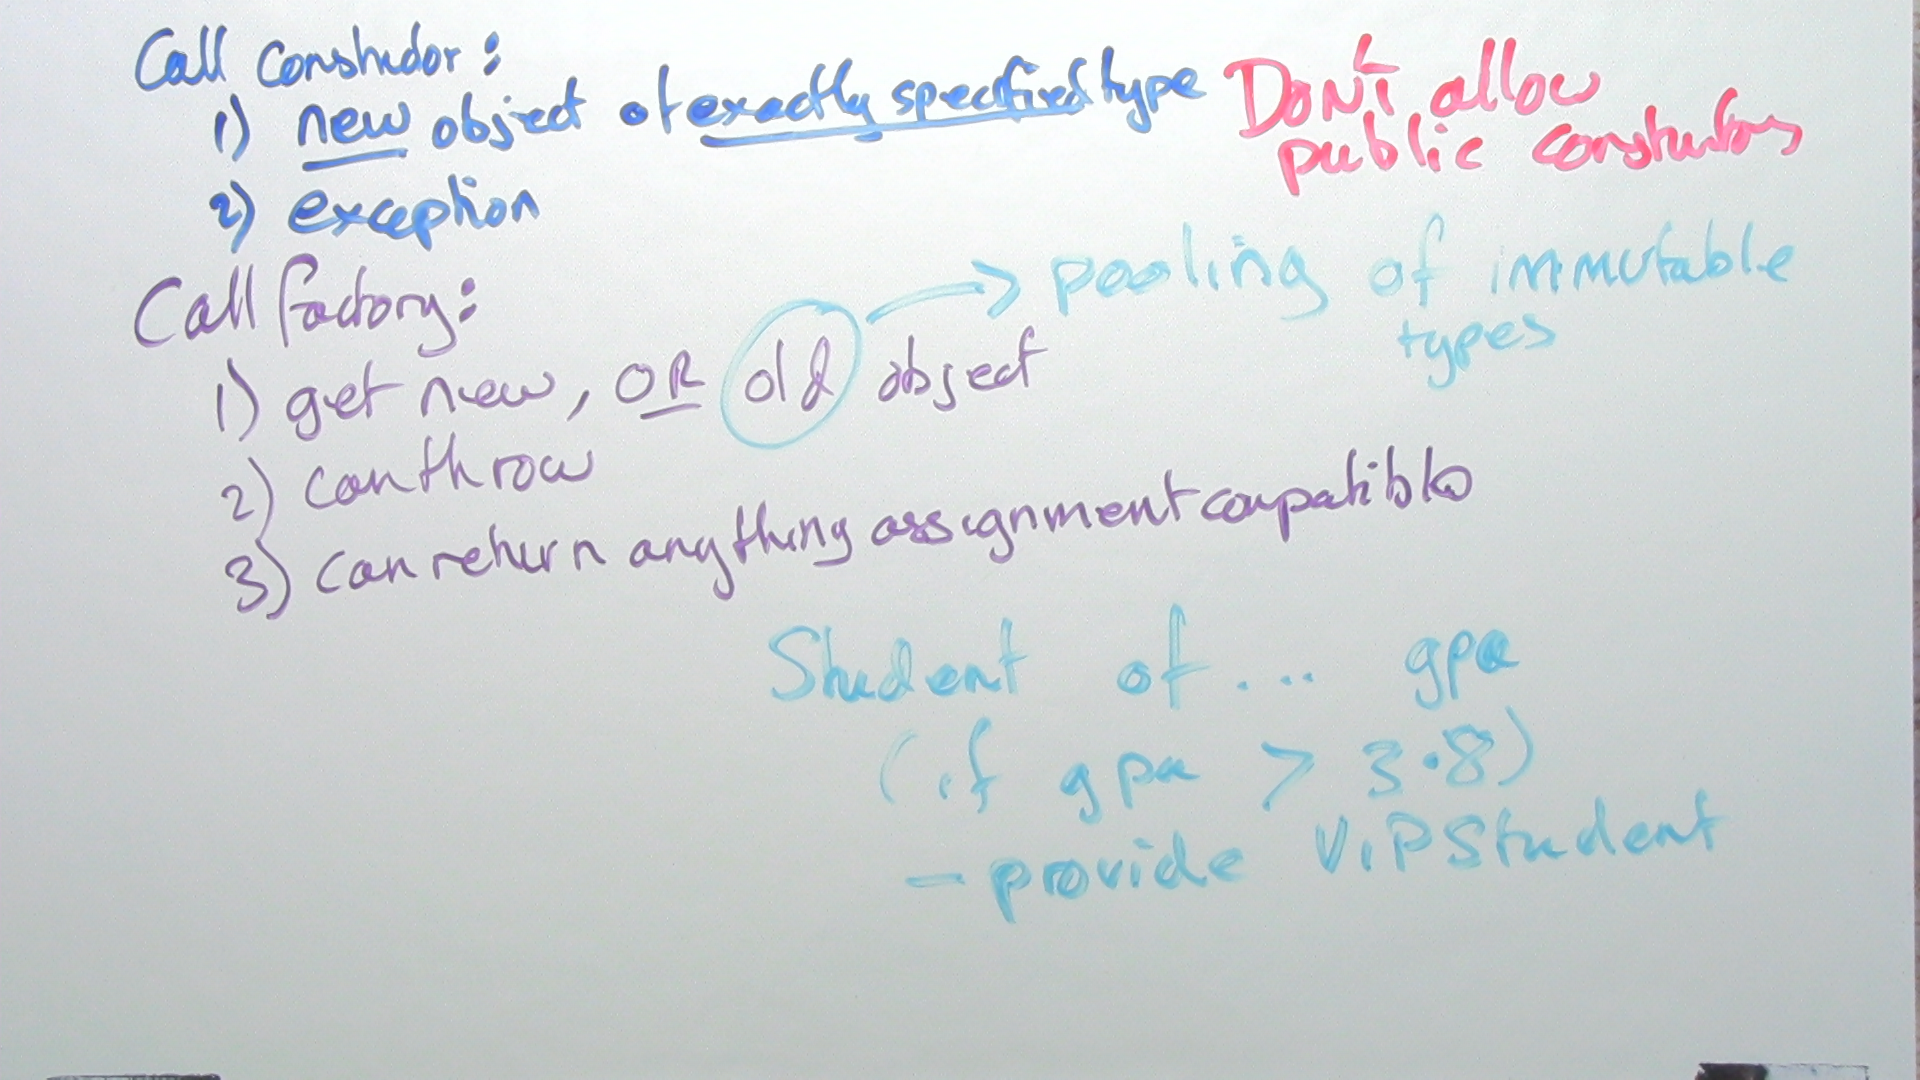 Call Constructor:
1) new object of exactly specified type
2) exception
Don't allow
public constructors
Call factory:
1) get new, OR old object
→ pooling of immutable
types
2) can throw
3) can return anything assignment compatible
Student of ... gpa
(if gpa > 3.8)
- provide VIPStudent